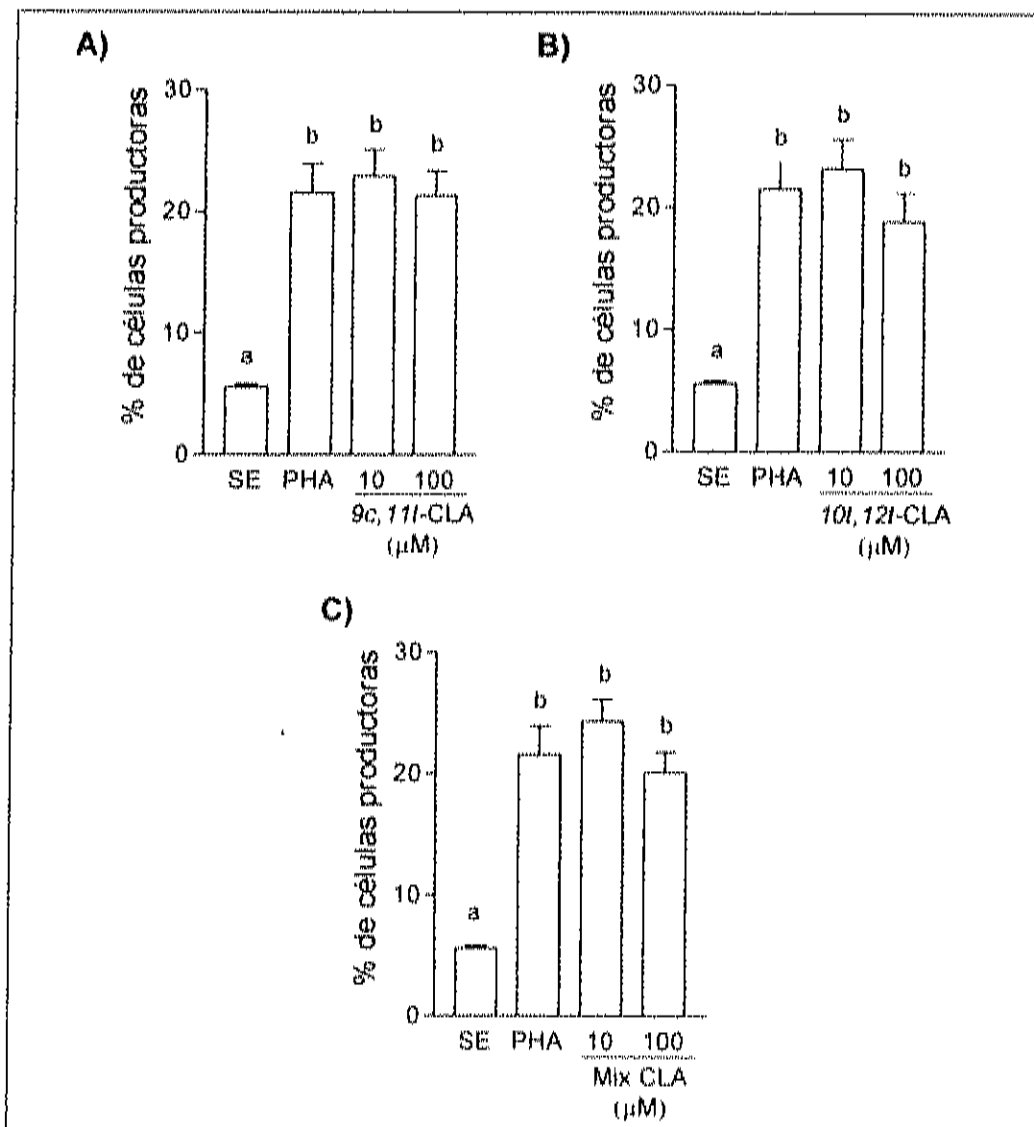 A)
% de células productoras
30
20
10
0
a
b
b
b
SE PHA 10 100
9c, 11t-CLA
(µM)
B)
% de células productoras
30
20
10
0
a
b
b
b
SE PHA 10 100
10t, 12t-CLA
(µM)
C)
% de células productoras
30
20
10
0
a
b
b
b
SE PHA 10 100
Mix CLA
(µM)